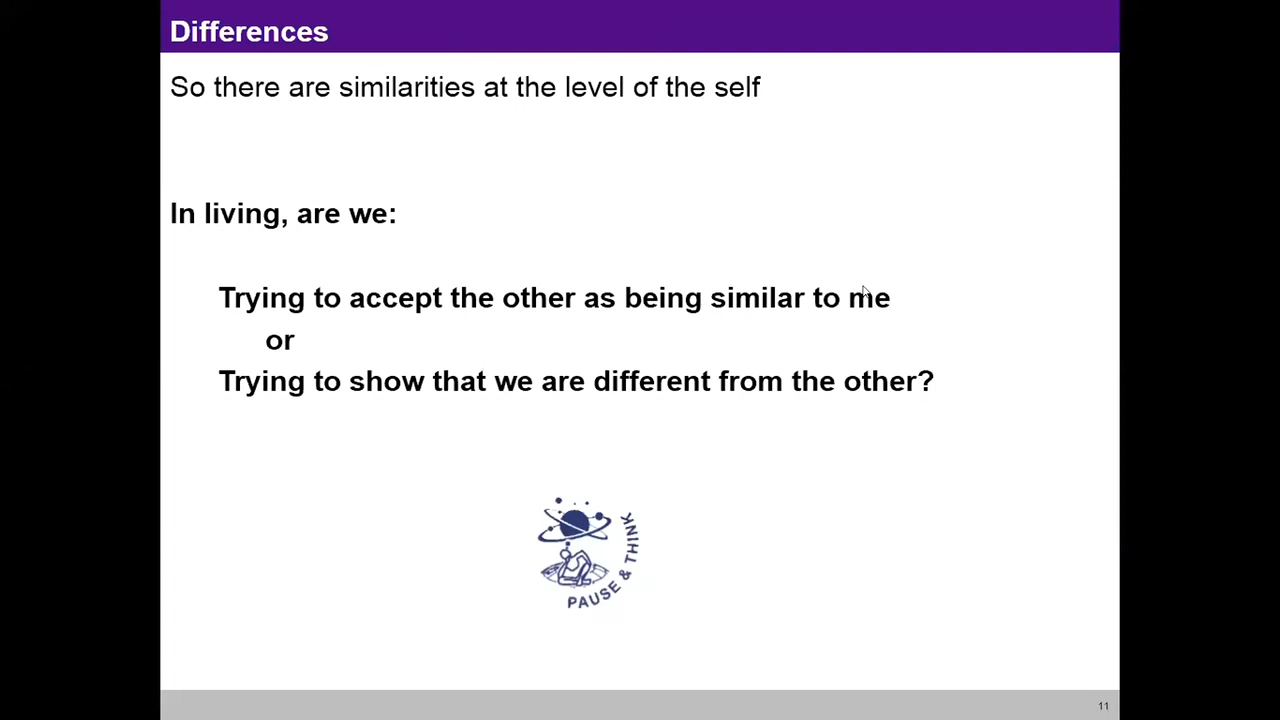 Differences
So there are similarities at the level of the self
In living, are we:
Trying to accept the other as being similar to me
or
Trying to show that we are different from the other?
PAUSE & THINK
11